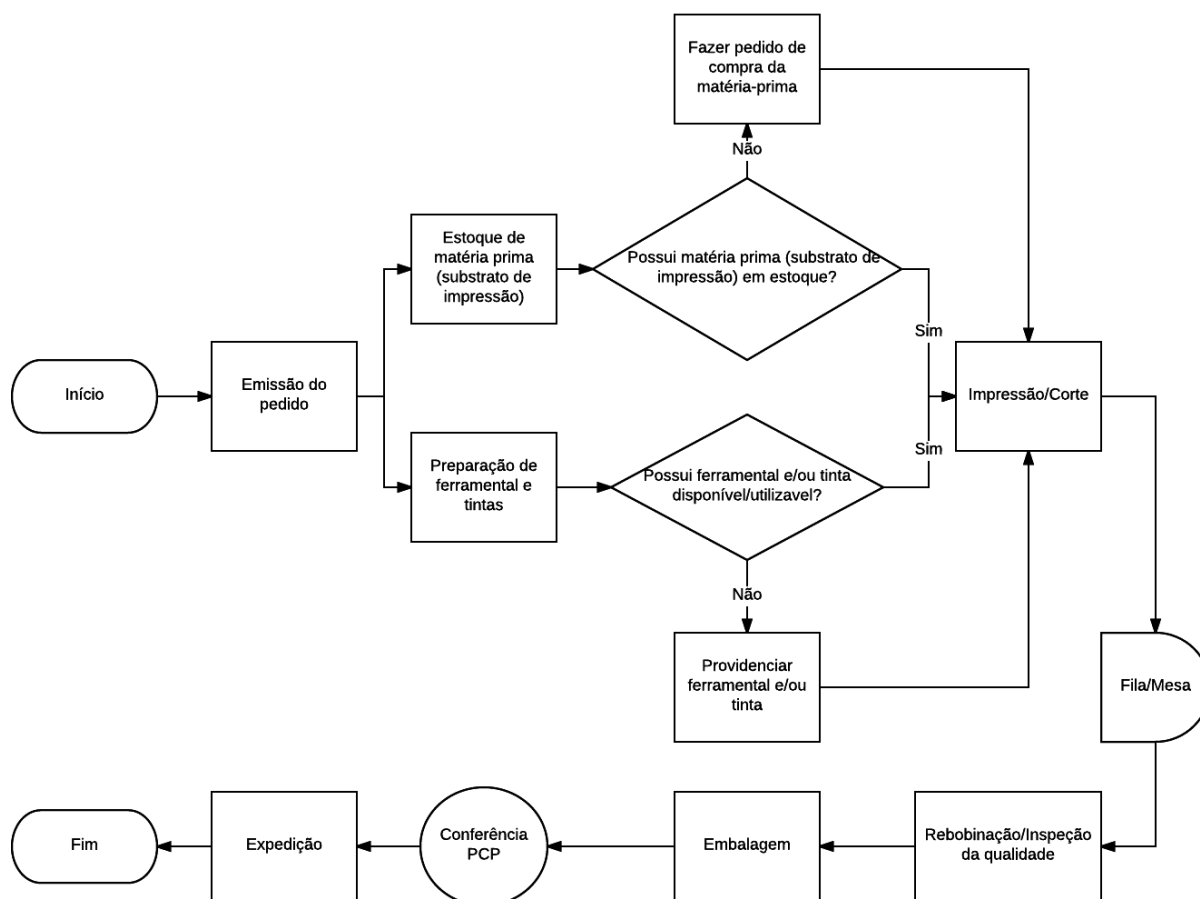 Fazer pedido de
compra da
matéria-prima
Não
Estoque de
matéria prima
(substrato de
impressão)
Possui matéria prima (substrato de
impressão) em estoque?
Sim
Início
Emissão do
pedido
Impressão/Corte
Preparação de
ferramental e
tintas
Possui ferramental e/ou tinta
disponível/utilizavel?
Sim
Não
Providenciar
ferramental e/ou
tinta
Fila/Mesa
Fim
Expedição
Conferência
PCP
Embalagem
Rebobinação/Inspeção
da qualidade